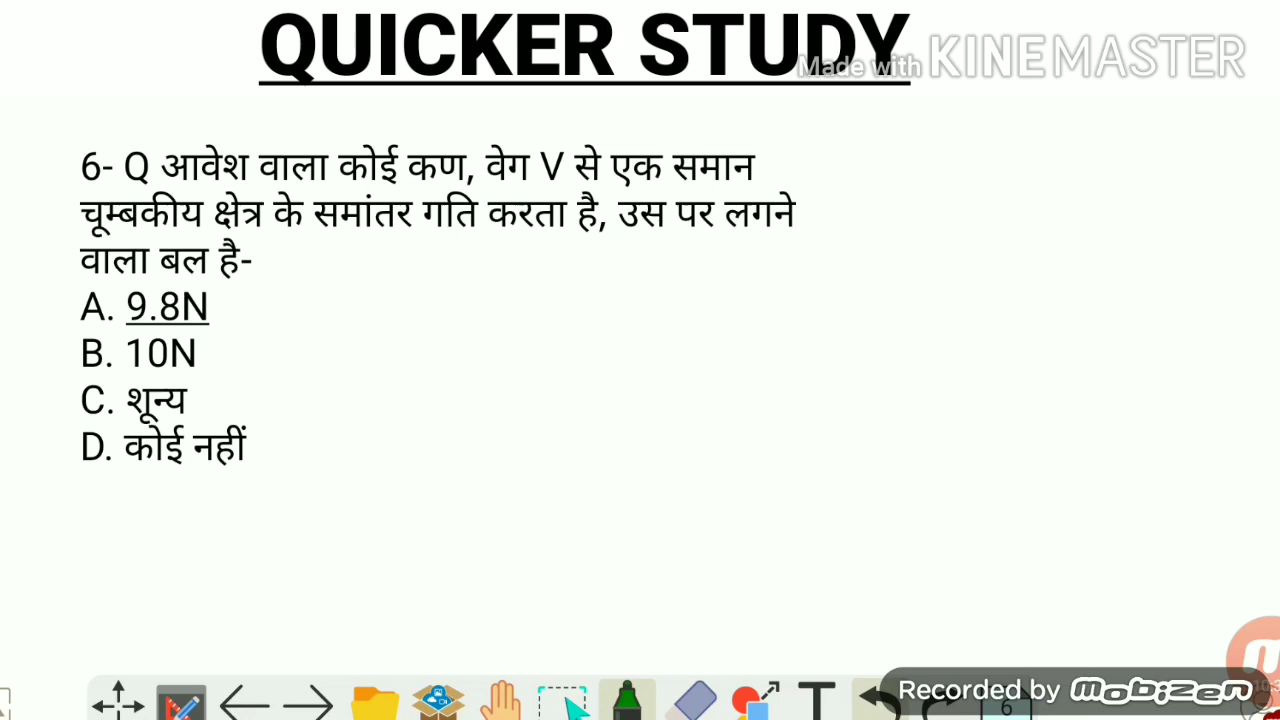 QUICKER STUDY
Made with KINEMASTER
6- Q आवेश वाला कोई कण, वेग V से एक समान
चूम्बकीय क्षेत्र के समांतर गति करता है, उस पर लगने
वाला बल है-
A. 9.8N
B. 10N
C. शून्य
D. कोई नहीं
Recorded by Mobizen
6